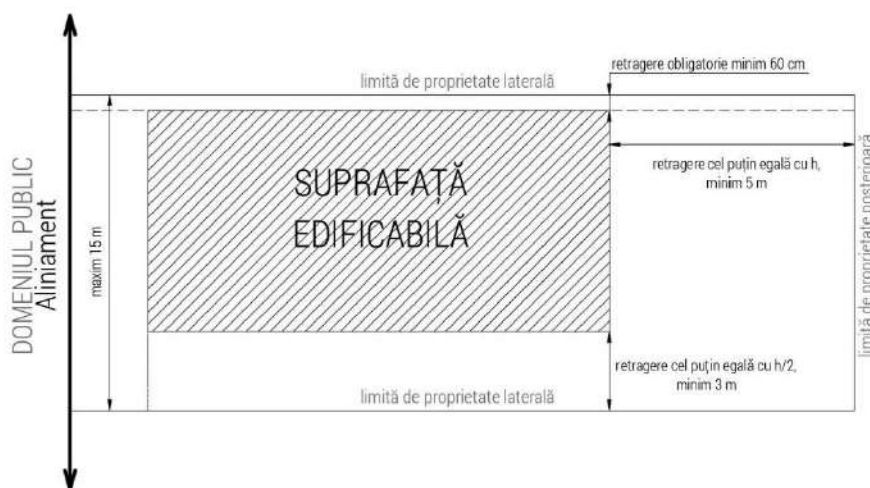 retragere obligatorie minim 60 cm
limită de proprietate laterală
DOMENIUL PUBLIC
Aliniament
maxim 15 m
SUPRAFAȚĂ
EDIFICABILĂ
retragere cel puțin egală cu h,
minim 5 m
limită de proprietate posterioară
retragere cel puțin egală cu h/2,
minim 3 m
limită de proprietate laterală